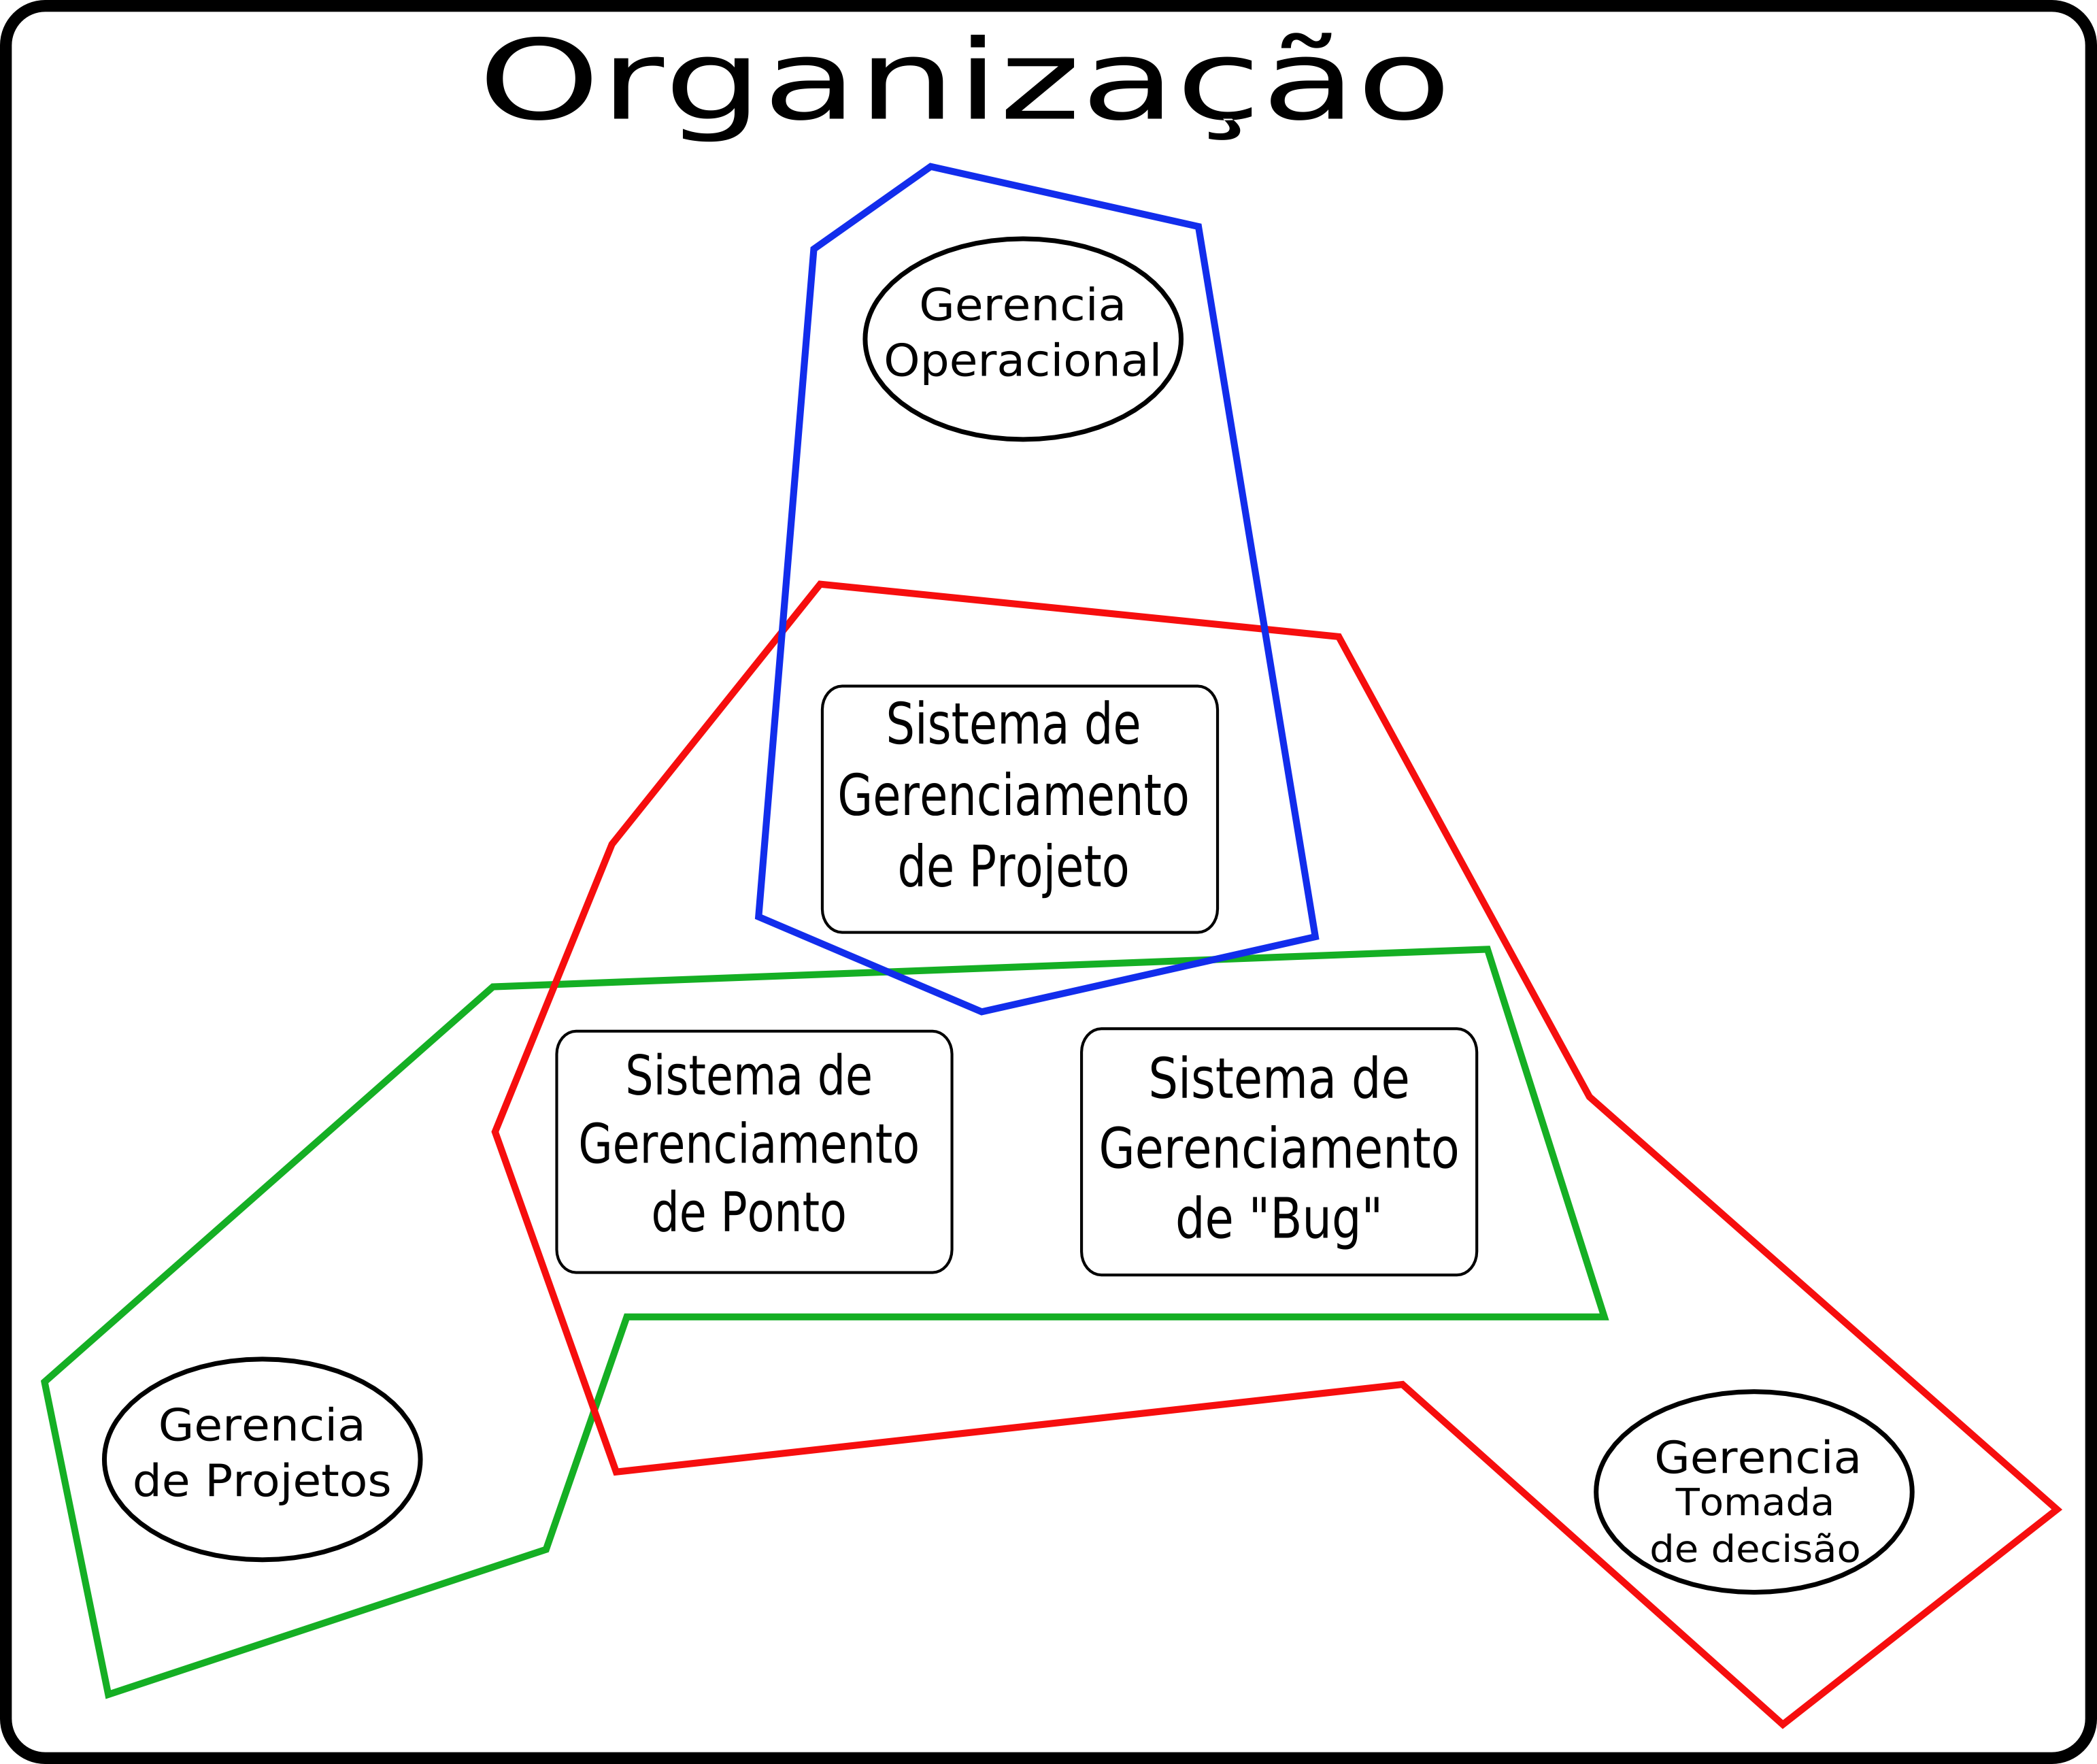 Organização
Gerencia
Operacional
Sistema de
Gerenciamento
de Projeto
Sistema de
Gerenciamento
de Ponto
Sistema de
Gerenciamento
de "Bug"
Gerencia
de Projetos
Gerencia
Tomada
de decisão